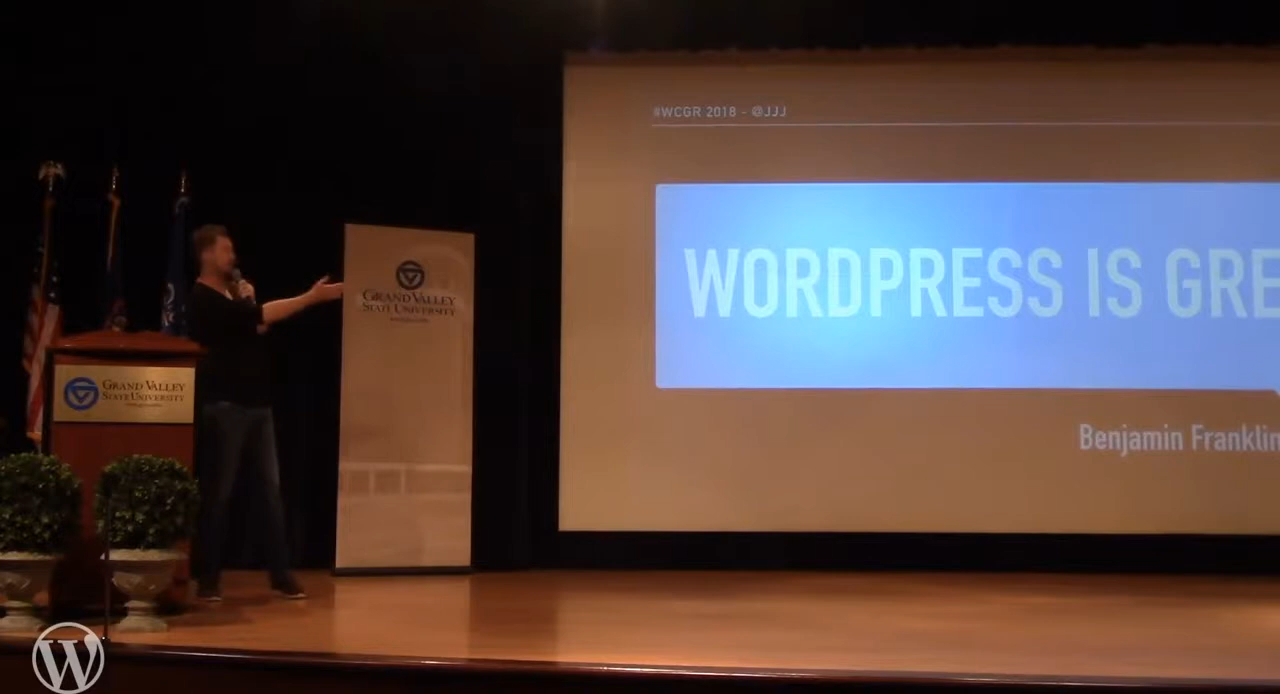 #WCGR 2018 - @JJJ
WORDPRESS IS GRE
Benjamin Franklin
GRAND VALLEY
STATE UNIVERSITY
GRAND VALLEY
STATE UNIVERSITY
W